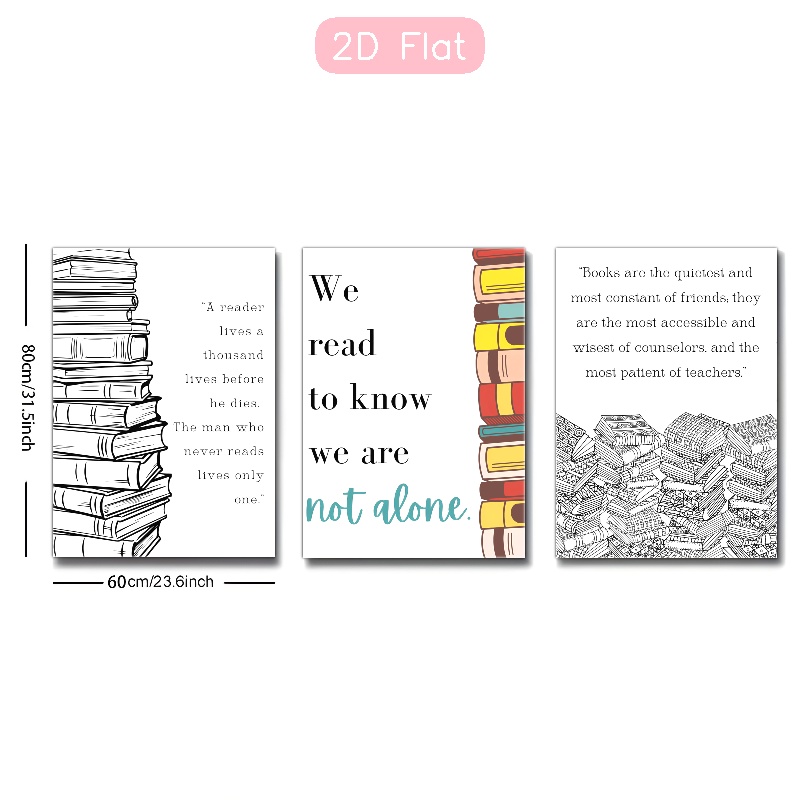 2D Flat
80cm/31.5inch
"A reader
lives a
thousand
lives before
he dies.
The man who
never reads
lives only
one."
60cm/23.6inch
We
read
to know
we are
not alone.
"Books are the quietest and
most constant of friends; they
are the most accessible and
wisest of counselors, and the
most patient of teachers."